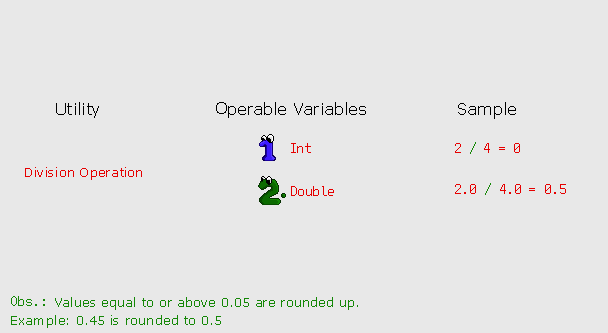 Utility Operable Variables Sample
1 Int 2 / 4 = 0
Division Operation
2. Double 2.0 / 4.0 = 0.5
Obs.: Values equal to or above 0.05 are rounded up.
Example: 0.45 is rounded to 0.5